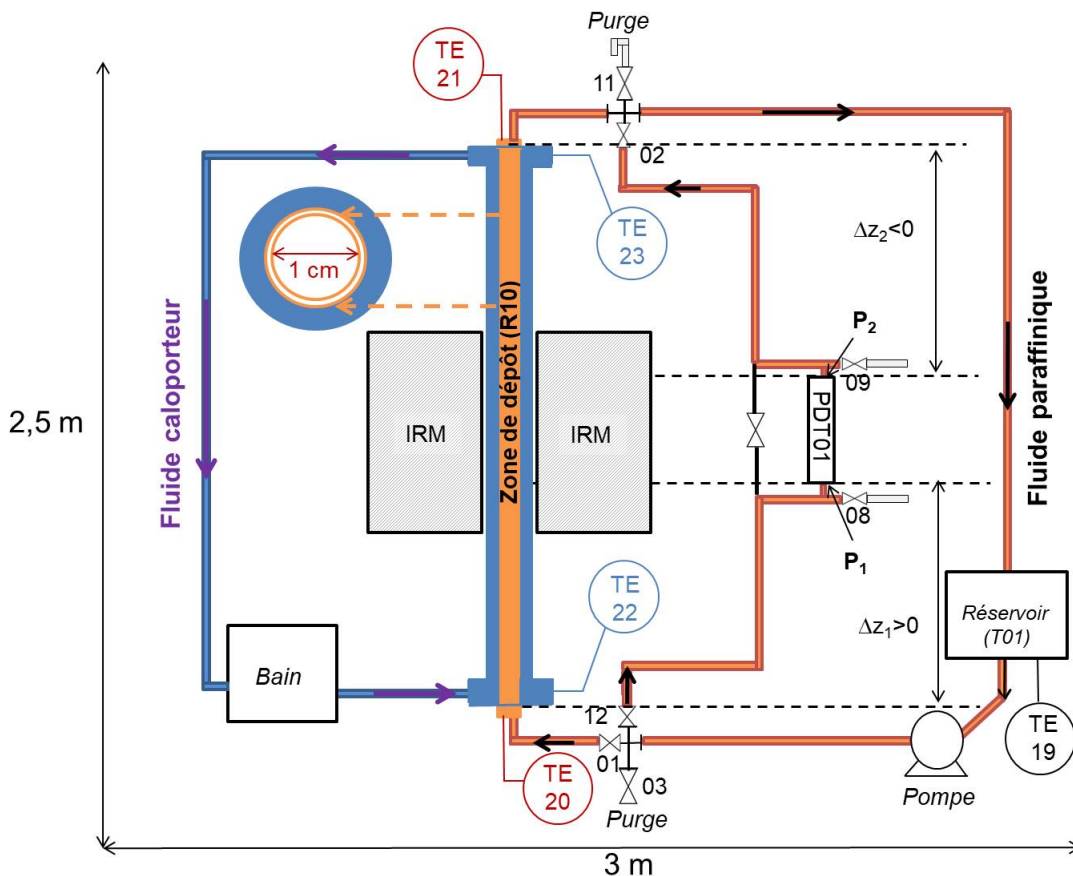 Purge
TE
21
11
02
TE
23
Δz₂<0
1 cm
Zone de dépôt (R10)
Fluide caloporteur
P₂
09
PDT01
Fluide paraffinique
2,5 m
IRM
IRM
08
P₁
TE
22
Δz₁>0
Réservoir
(T01)
Bain
12
01
TE
20
03
Purge
Pompe
TE
19
3 m